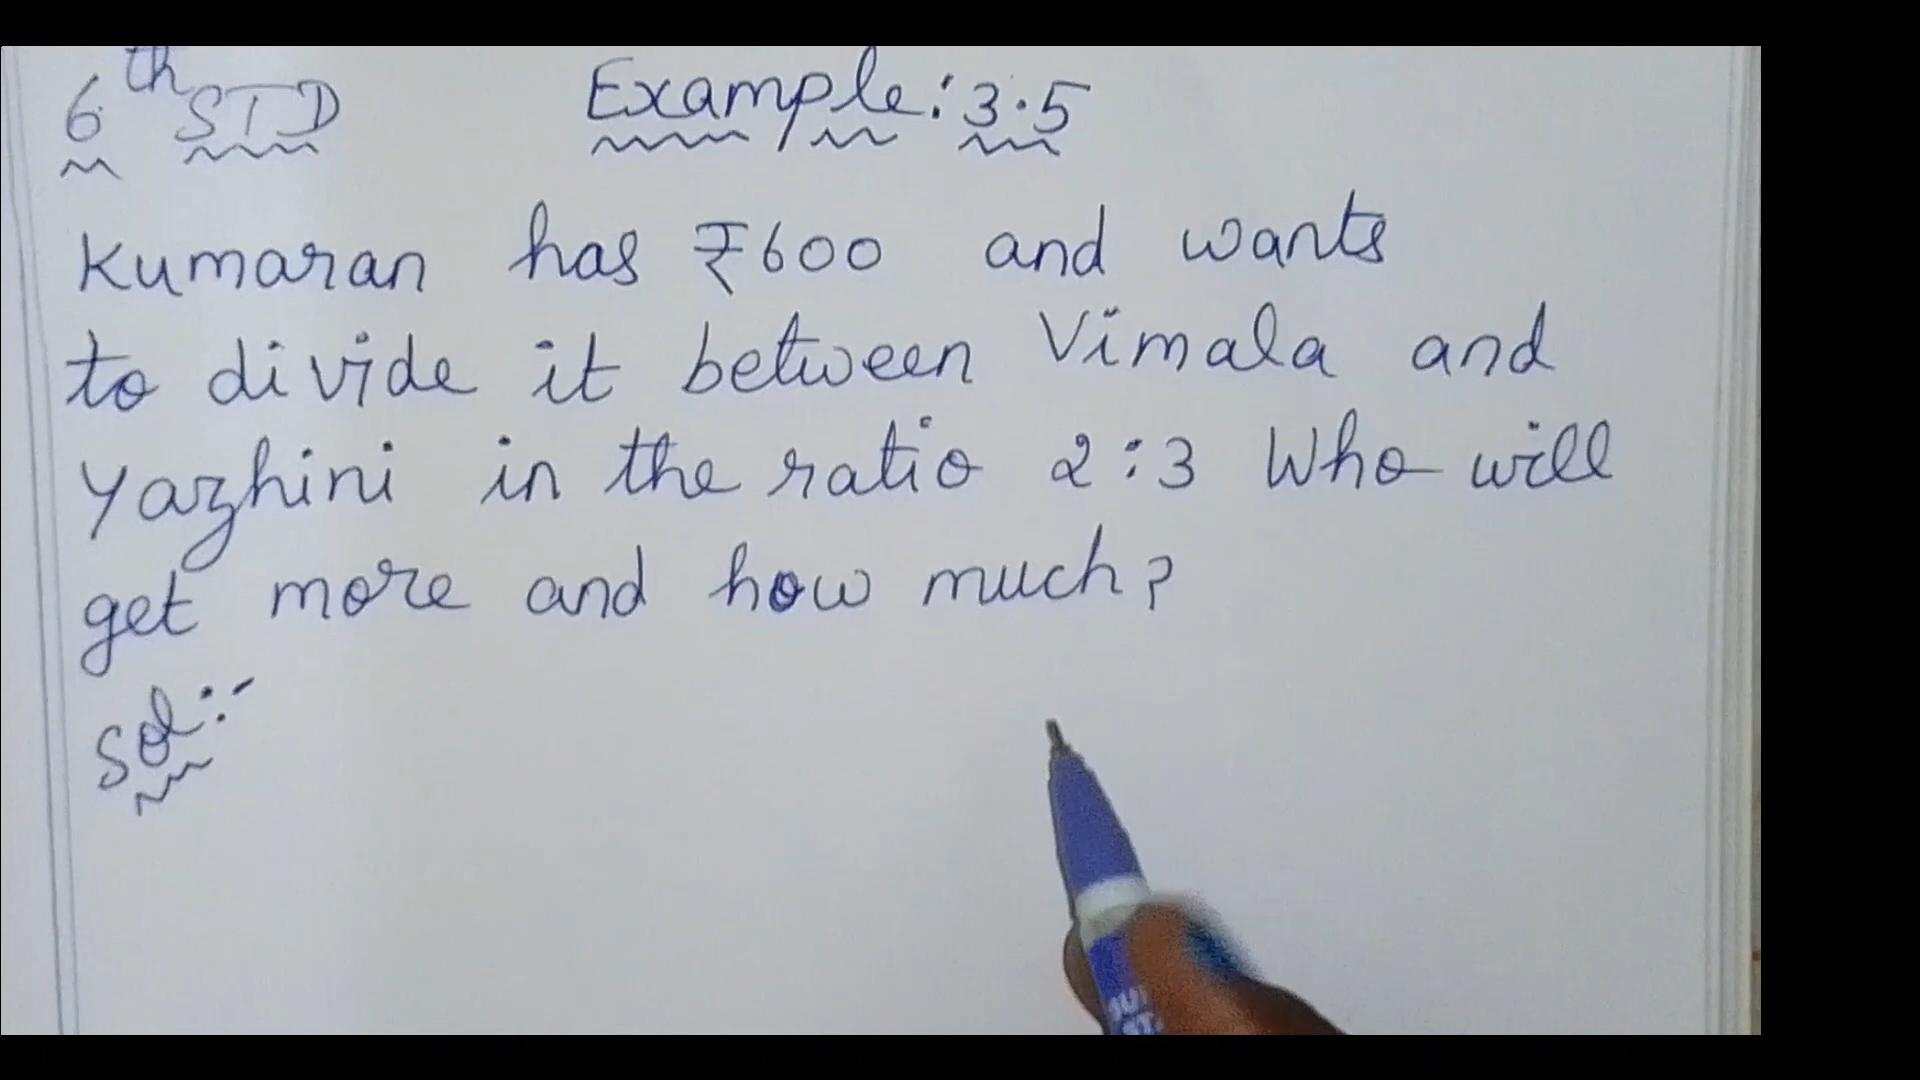 6th STD Example: 3.5
Kumaran has ₹600 and wants
to divide it between Vimala and
Yazhini in the ratio 2:3 Who will
get more and how much?
Sol:-